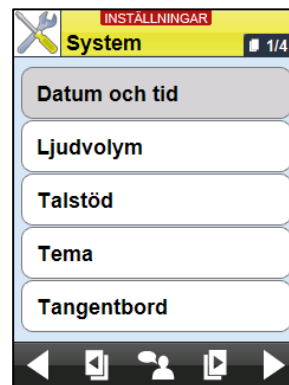 INSTÄLLNINGAR
System
1/4
Datum och tid
Ljudvolym
Talstöd
Tema
Tangentbord